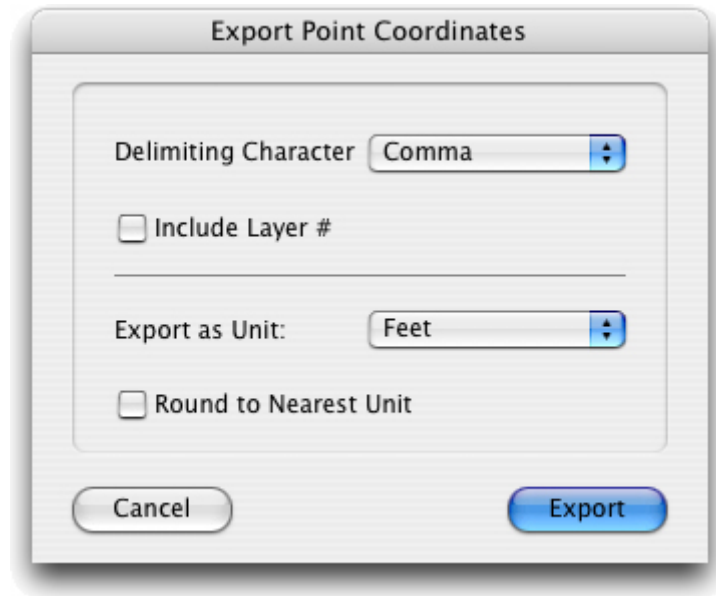 Export Point Coordinates
Delimiting Character Comma
Include Layer #
Export as Unit: Feet
Round to Nearest Unit
Cancel Export